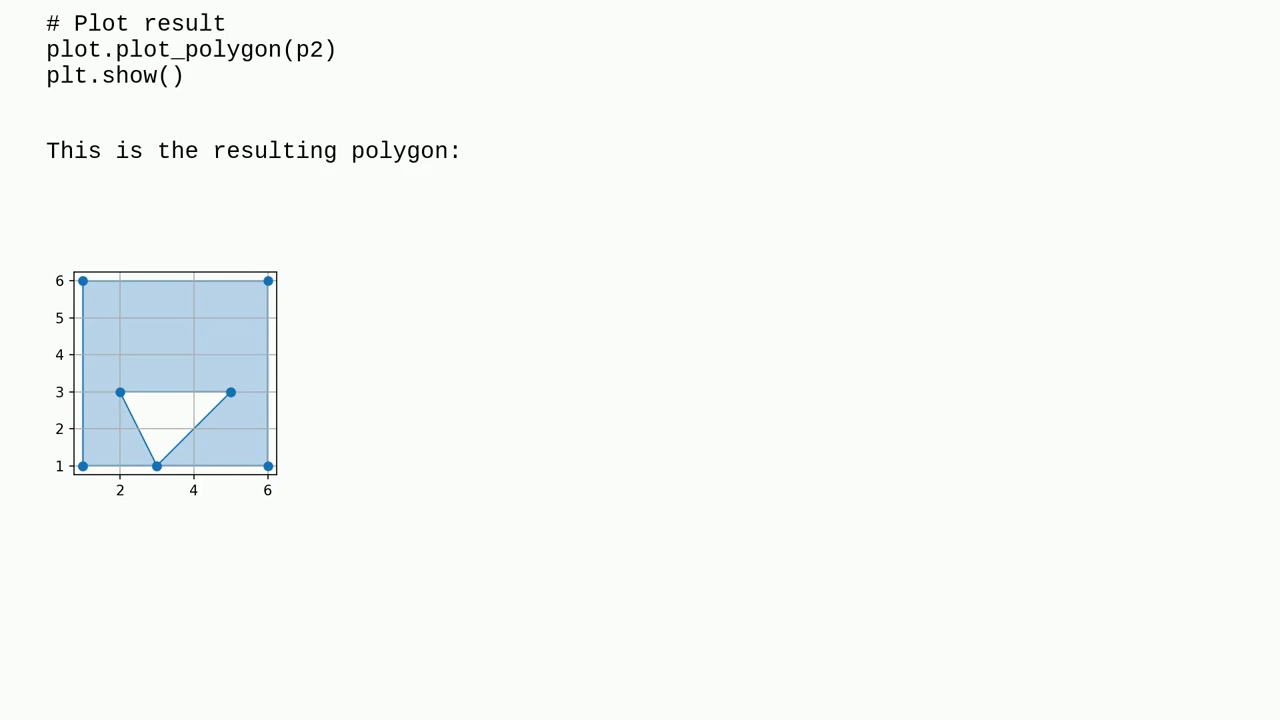 # Plot result
plot.plot_polygon(p2)
plt.show()
This is the resulting polygon:
6
5
4
3
2
1
2 4 6